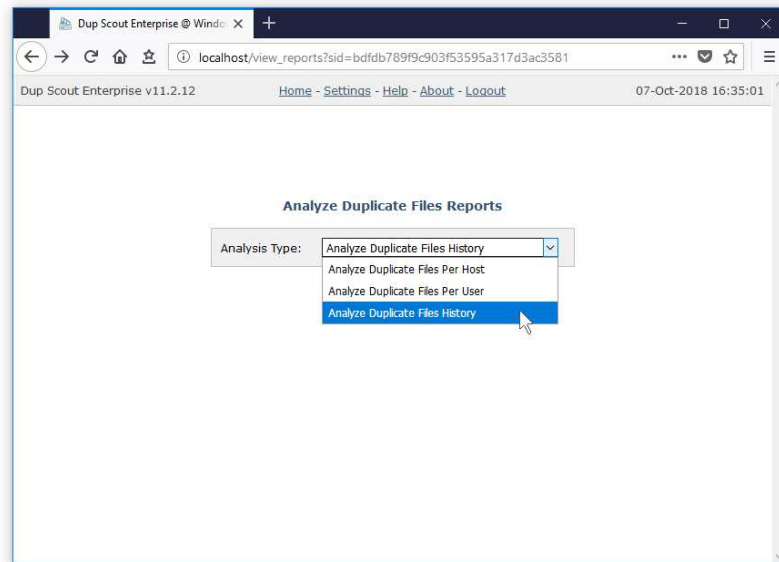 Dup Scout Enterprise @ Windo
localhost/view_reports?sid=bdfdb789f9c903f53595a317d3ac3581
Dup Scout Enterprise v11.2.12 Home - Settings - Help - About - Logout 07-Oct-2018 16:35:01
Analyze Duplicate Files Reports
Analysis Type: Analyze Duplicate Files History
Analyze Duplicate Files Per Host
Analyze Duplicate Files Per User
Analyze Duplicate Files History